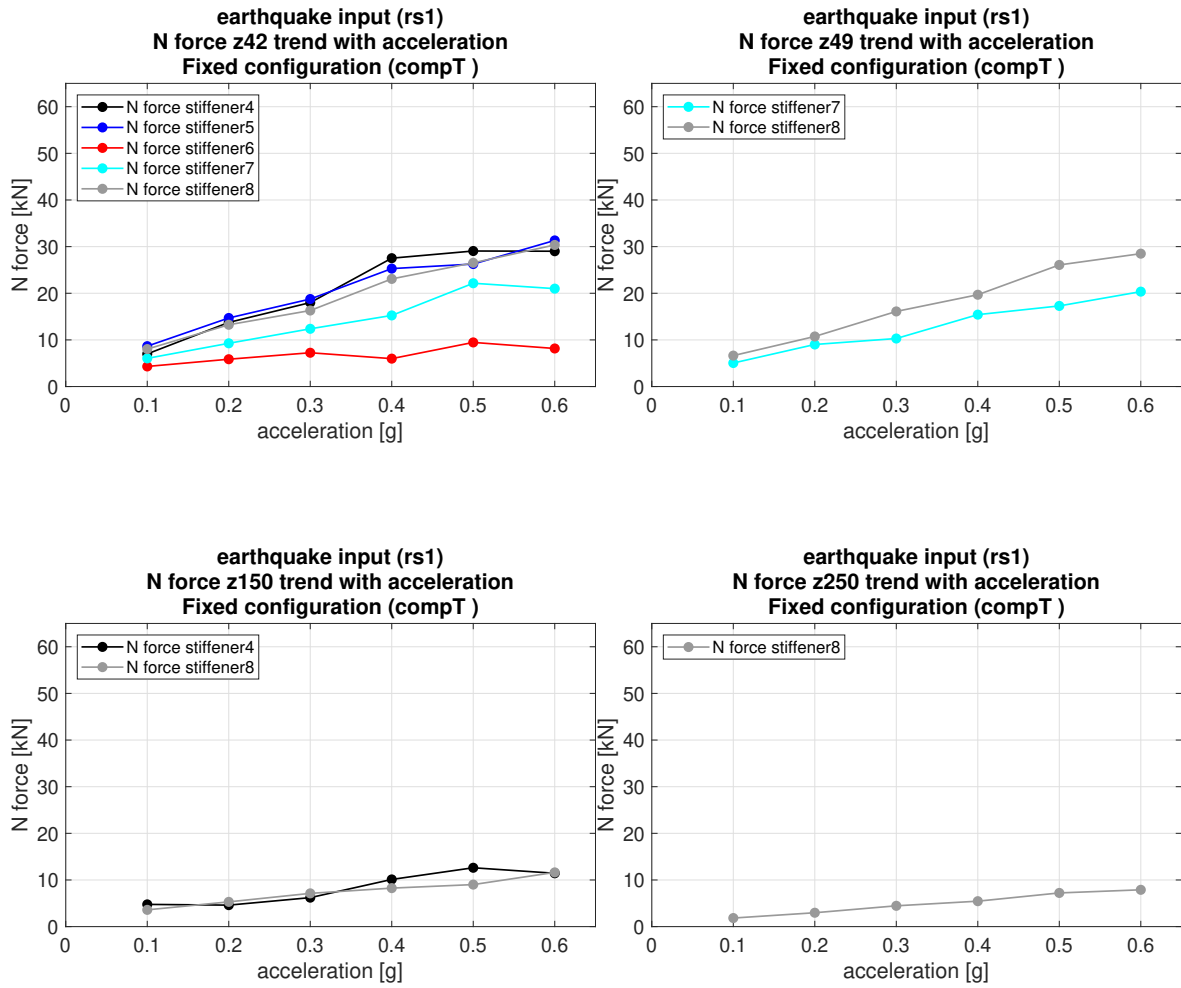 earthquake input (rs1)
N force z42 trend with acceleration
Fixed configuration (compT )
N force [kN]
60
50
40
30
20
10
0
N force stiffener4
N force stiffener5
N force stiffener6
N force stiffener7
N force stiffener8
0 0.1 0.2 0.3 0.4 0.5 0.6
acceleration [g]
earthquake input (rs1)
N force z49 trend with acceleration
Fixed configuration (compT )
N force [kN]
60
50
40
30
20
10
0
N force stiffener7
N force stiffener8
0 0.1 0.2 0.3 0.4 0.5 0.6
acceleration [g]
earthquake input (rs1)
N force z150 trend with acceleration
Fixed configuration (compT )
N force [kN]
60
50
40
30
20
10
0
N force stiffener4
N force stiffener8
0 0.1 0.2 0.3 0.4 0.5 0.6
acceleration [g]
earthquake input (rs1)
N force z250 trend with acceleration
Fixed configuration (compT )
N force [kN]
60
50
40
30
20
10
0
N force stiffener8
0 0.1 0.2 0.3 0.4 0.5 0.6
acceleration [g]